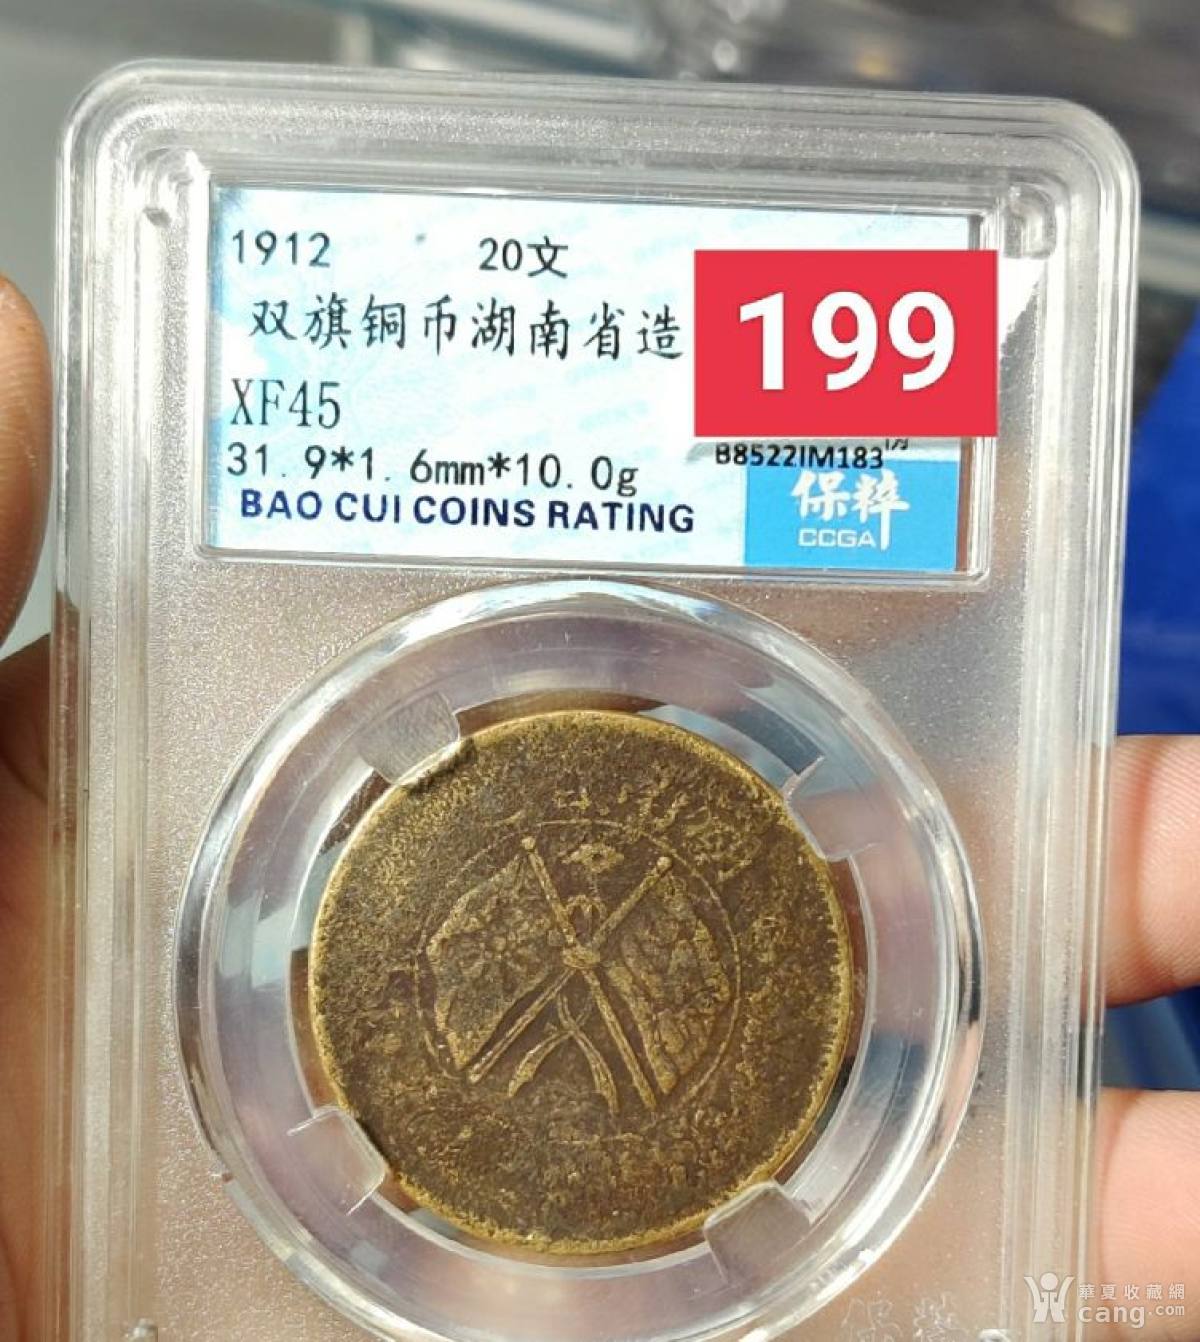 1912 20文
双旗铜币湖南省造
199
XF45
B8522IM183
31.9*1.6mm*10.0g
BAO CUI COINS RATING
保粹
CCGA
華夏收藏網
cang.com